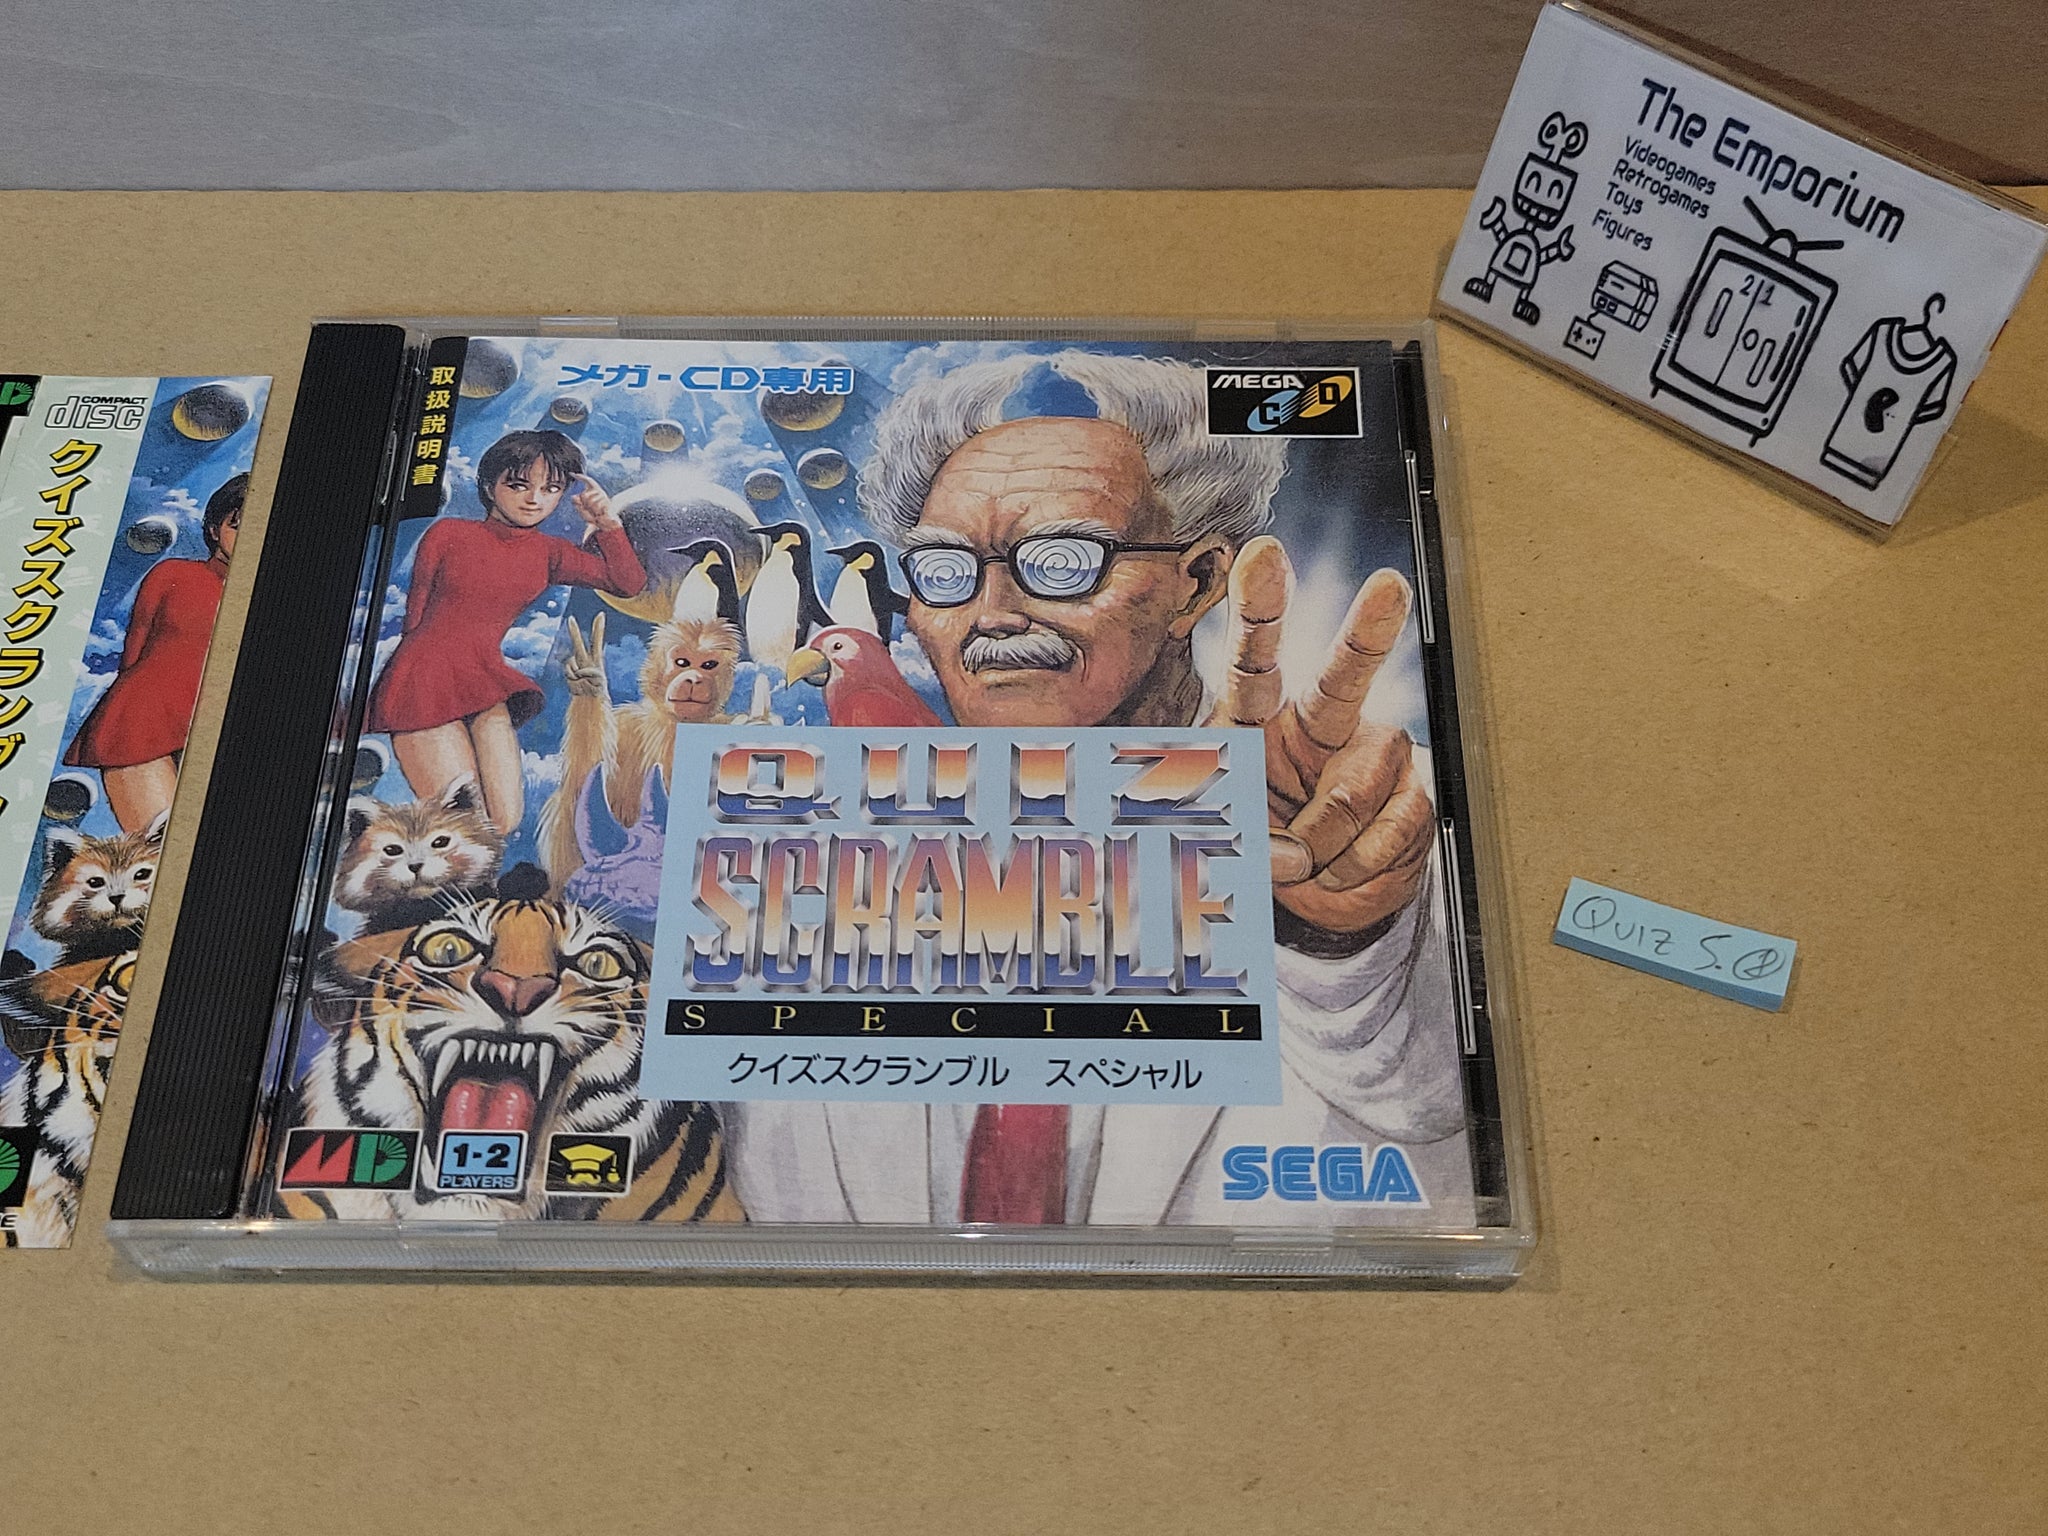 The Emporium
Videogames
Retrogames
Toys
Figures
21
COMPACT
disc
クイズスクランブル
取扱説明書
メガ-CD専用
MEGA
CD
QUIZ
SCRAMBLE
SPECIAL
クイズスクランブル スペシャル
1-2
PLAYERS
SEGA
QUIZ S.